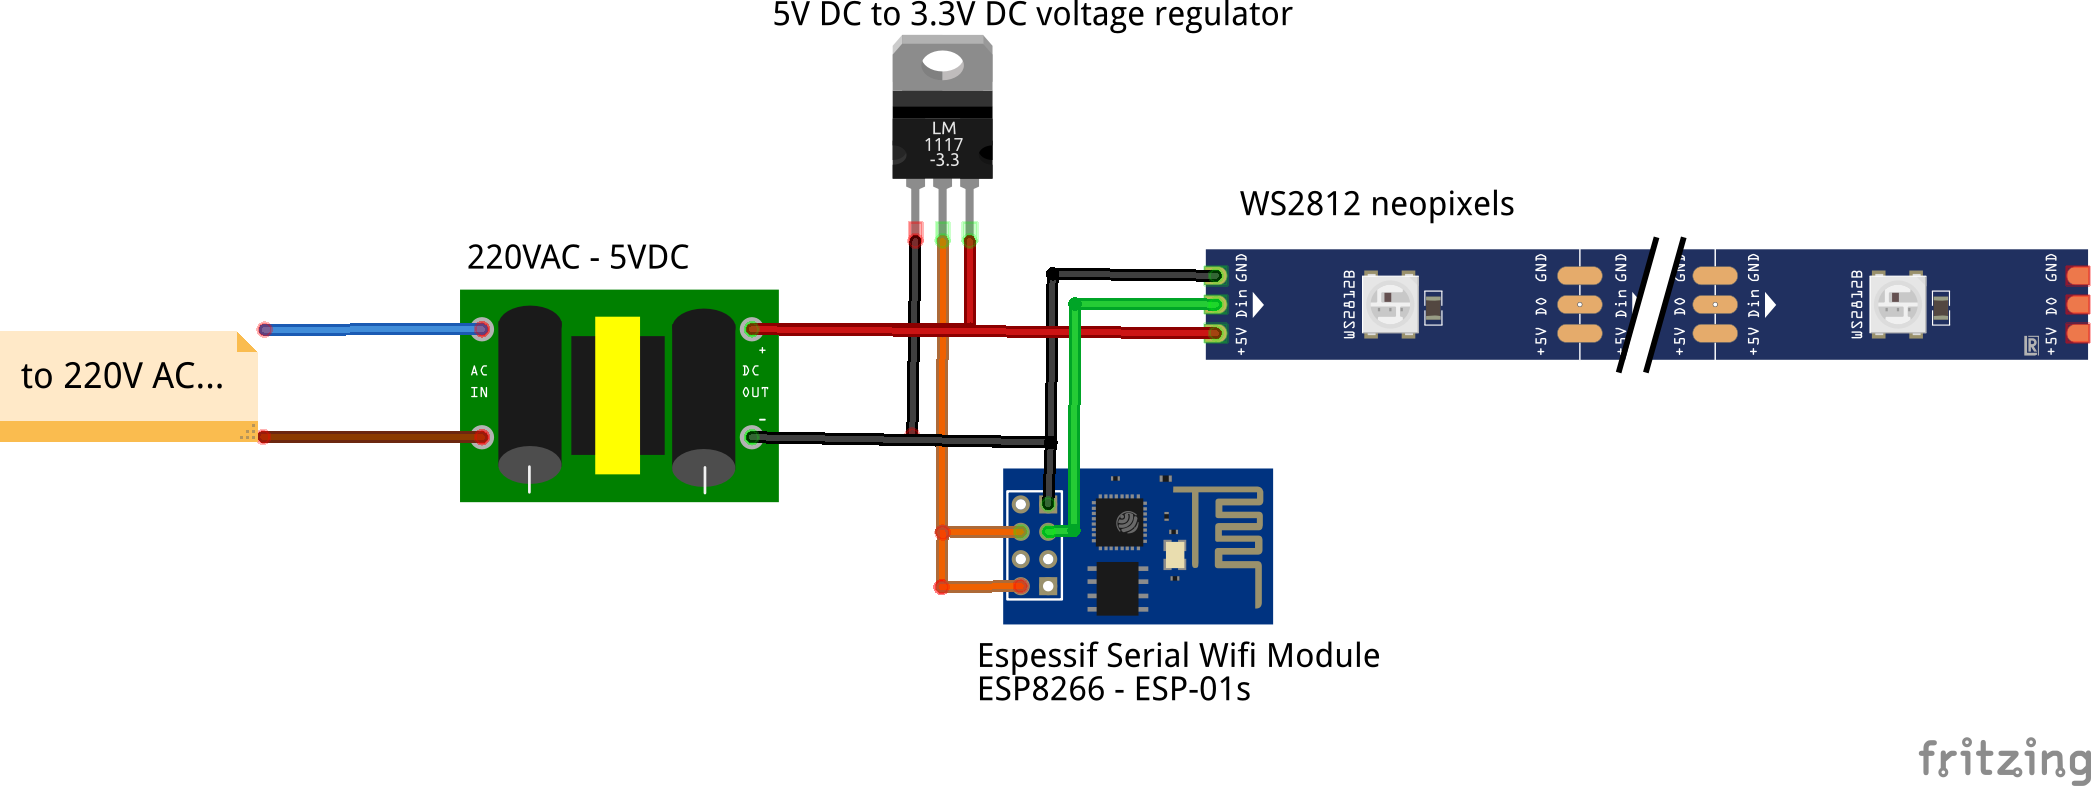 5V DC to 3.3V DC voltage regulator
LM
1117
-3.3
WS2812 neopixels
220VAC - 5VDC
to 220V AC...
AC
IN
+
DC
OUT
-
GND
Din
+5V
WS2812B
GND
DO
+5V
GND
Din
+5V
GND
DO
+5V
GND
Din
+5V
WS2812B
GND
DO
+5V
Espessif Serial Wifi Module
ESP8266 - ESP-01s
fritzing